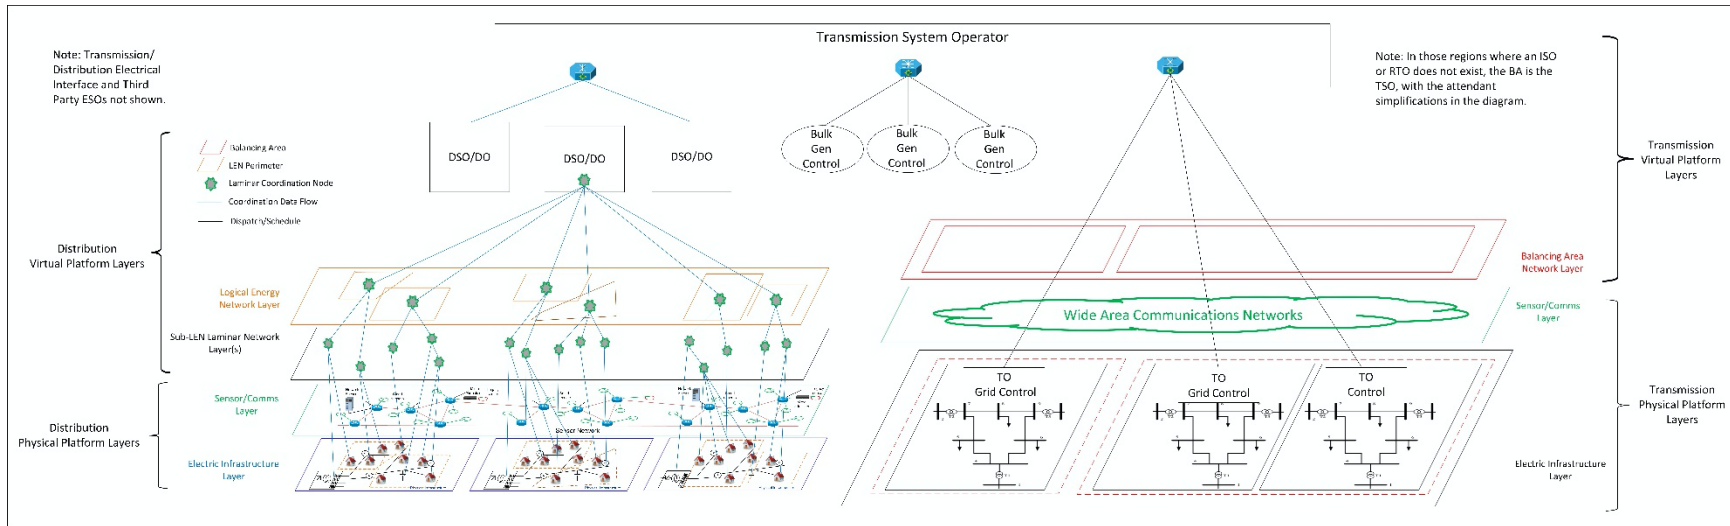 Transmission System Operator
Note: Transmission/
Distribution Electrical
Interface and Third
Party ESOs not shown.
Note: In those regions where an ISO
or RTO does not exist, the BA is the
TSO, with the attendant
simplifications in the diagram.
Balancing Area
LEN Perimeter
Laminar Coordination Node
Coordination Data Flow
Dispatch/Schedule
DSO/DO
DSO/DO
DSO/DO
Bulk
Gen
Control
Bulk
Gen
Control
Bulk
Gen
Control
Transmission
Virtual Platform
Layers
Distribution
Virtual Platform Layers
Logical Energy
Network Layer
Sub-LEN Laminar Network
Layer(s)
Balancing Area
Network Layer
Wide Area Communications Networks
Sensor/Comms
Layer
Sensor/Comms
Layer
Sensor Network
Distribution
Physical Platform Layers
Electric Infrastructure
Layer
TO
Grid Control
TO
Grid Control
TO
Control
Transmission
Physical Platform
Layers
Electric Infrastructure
Layer